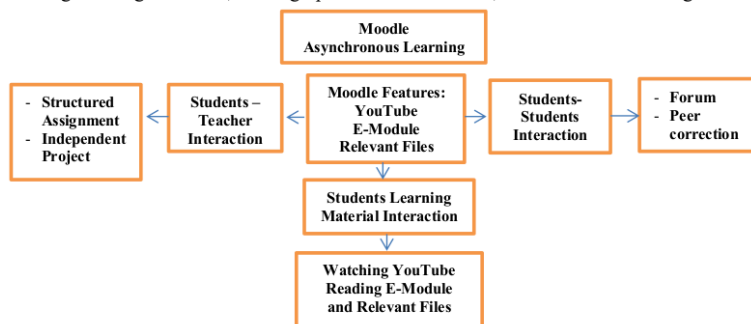 Moodle
Asynchronous Learning
- Structured
Assignment
- Independent
Project
Students –
Teacher
Interaction
Moodle Features:
YouTube
E-Module
Relevant Files
Students-
Students
Interaction
- Forum
- Peer
correction
Students Learning
Material Interaction
Watching YouTube
Reading E-Module
and Relevant Files